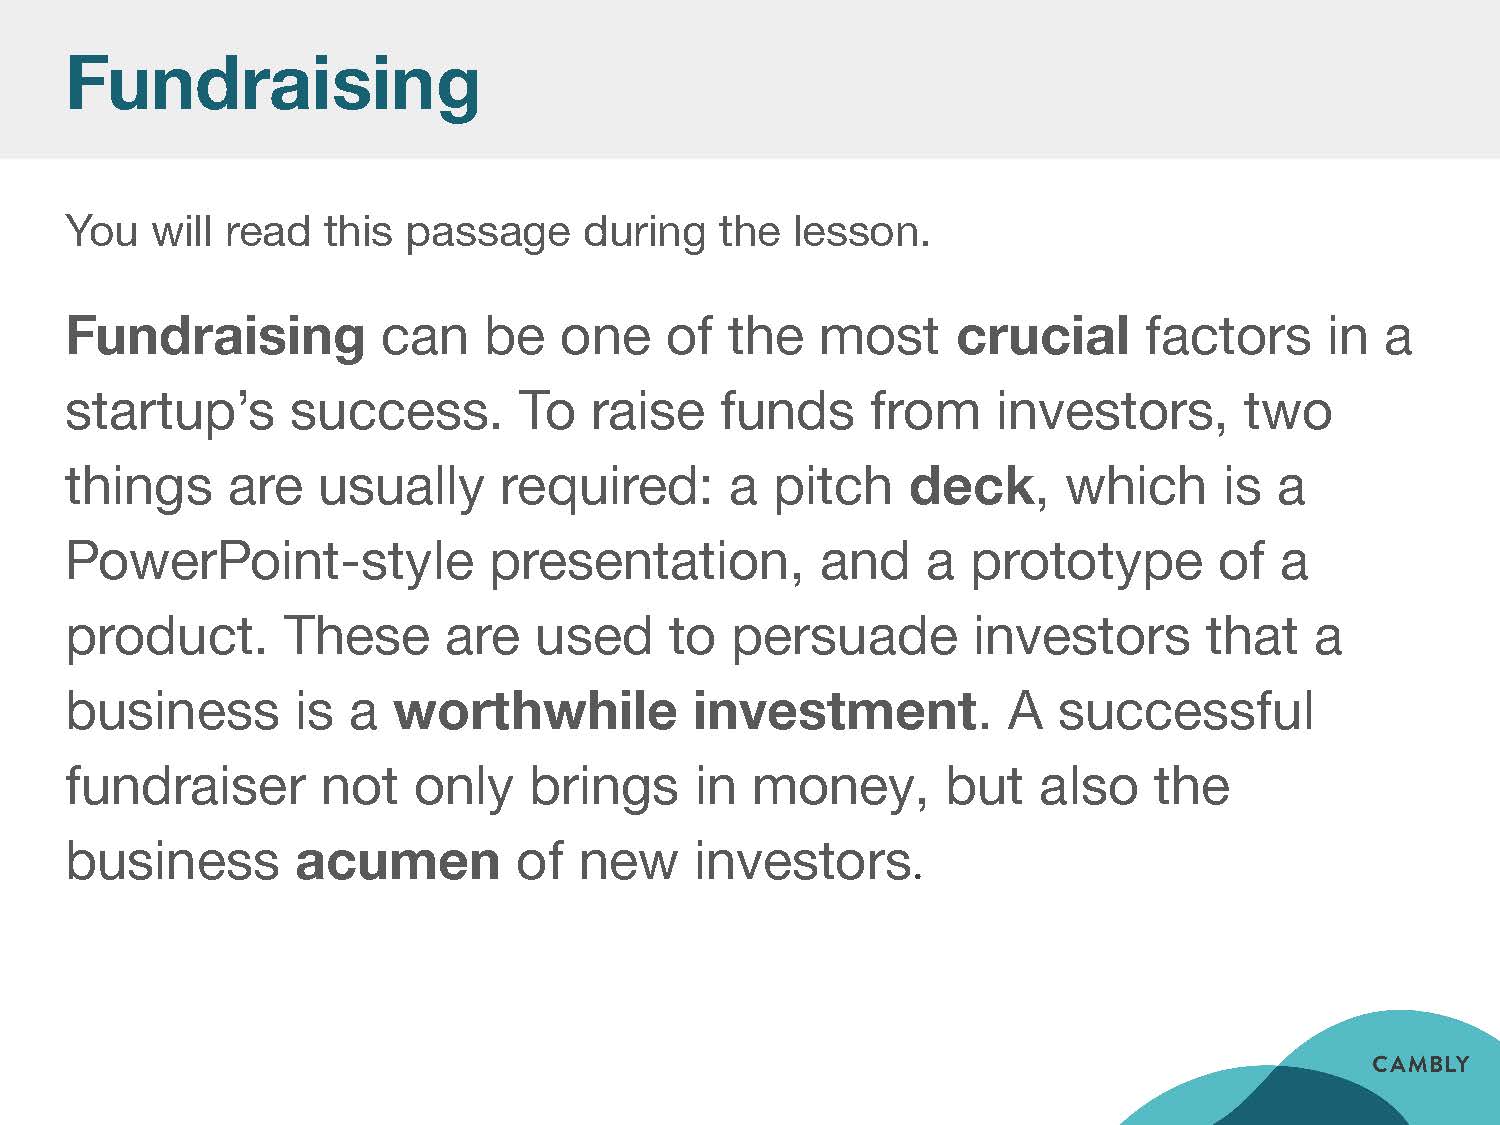 Fundraising
You will read this passage during the lesson.
Fundraising can be one of the most crucial factors in a
startup’s success. To raise funds from investors, two
things are usually required: a pitch deck, which is a
PowerPoint-style presentation, and a prototype of a
product. These are used to persuade investors that a
business is a worthwhile investment. A successful
fundraiser not only brings in money, but also the
business acumen of new investors.
CAMBLY